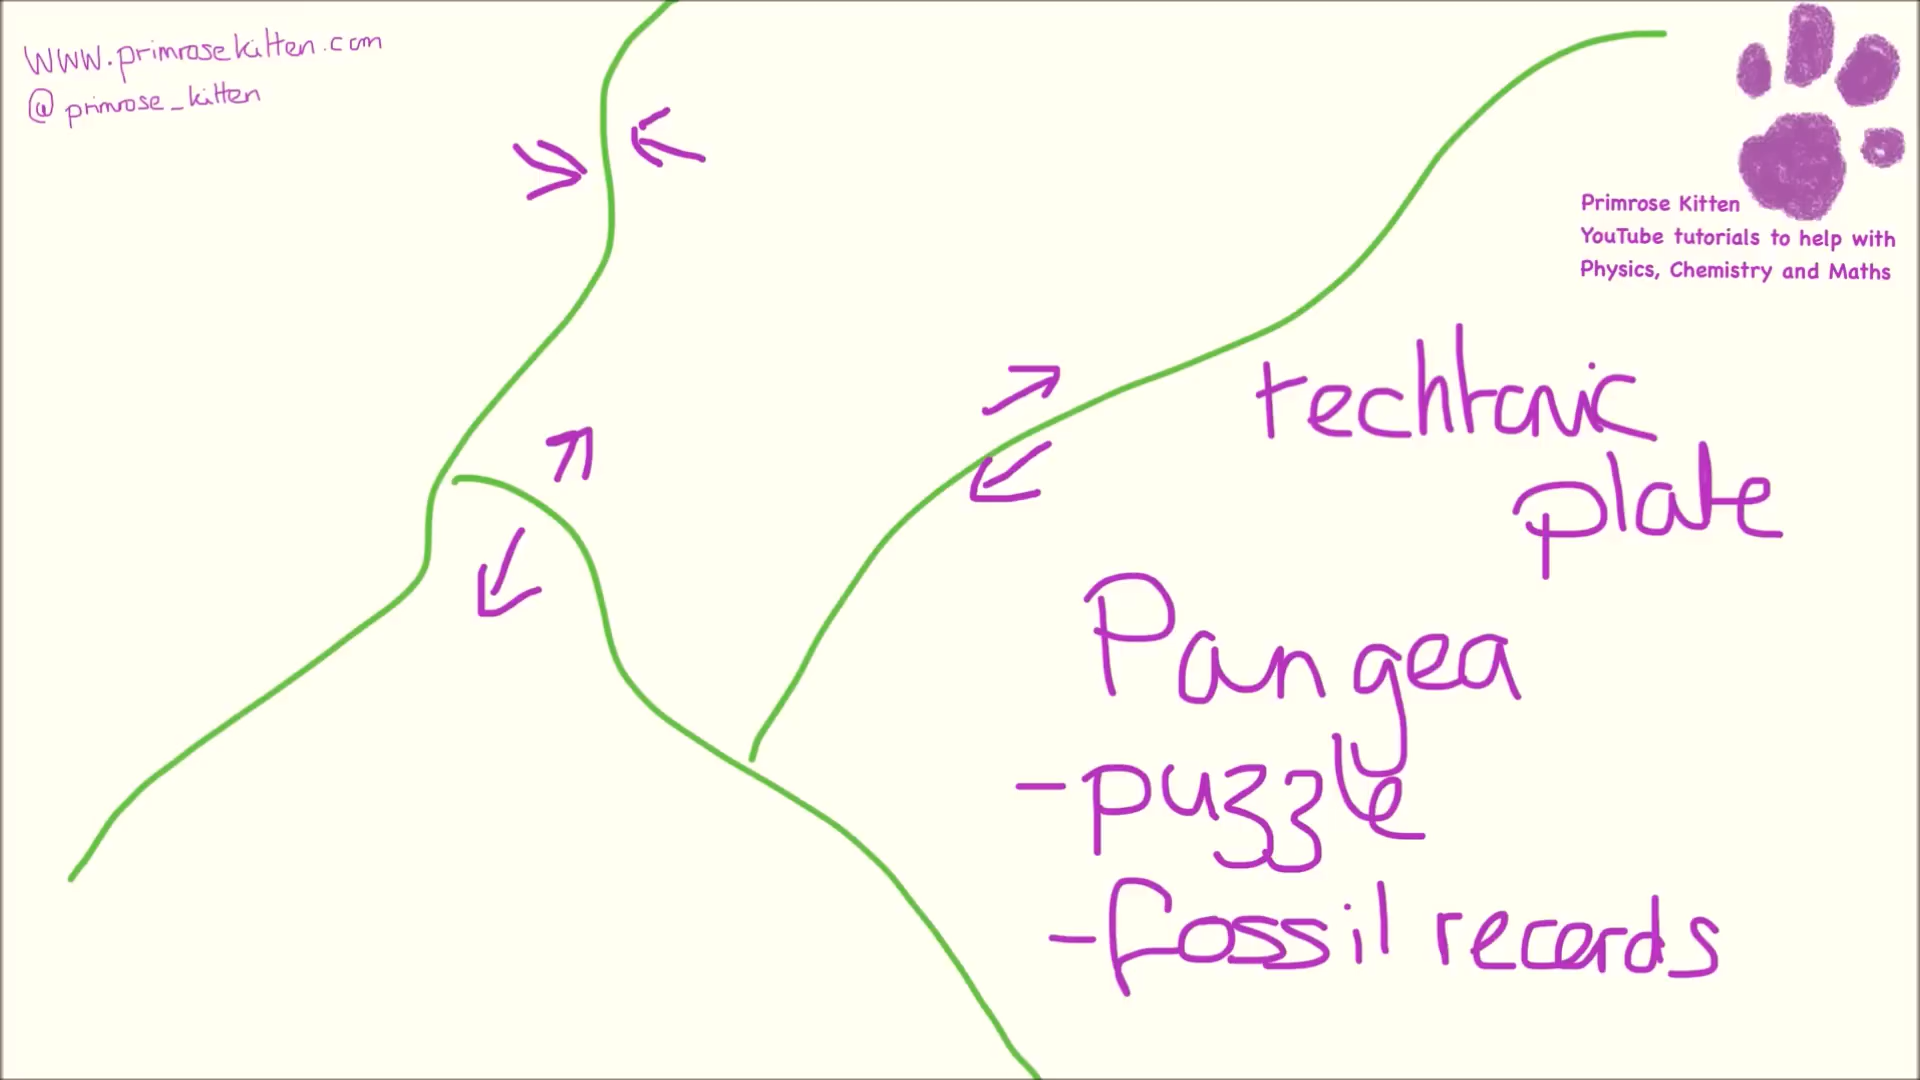 www.primrosekitten.com
@primrose_kitten
Primrose Kitten
YouTube tutorials to help with
Physics, Chemistry and Maths
techtonic
plate
Pangea
-puzzle
-fossil records